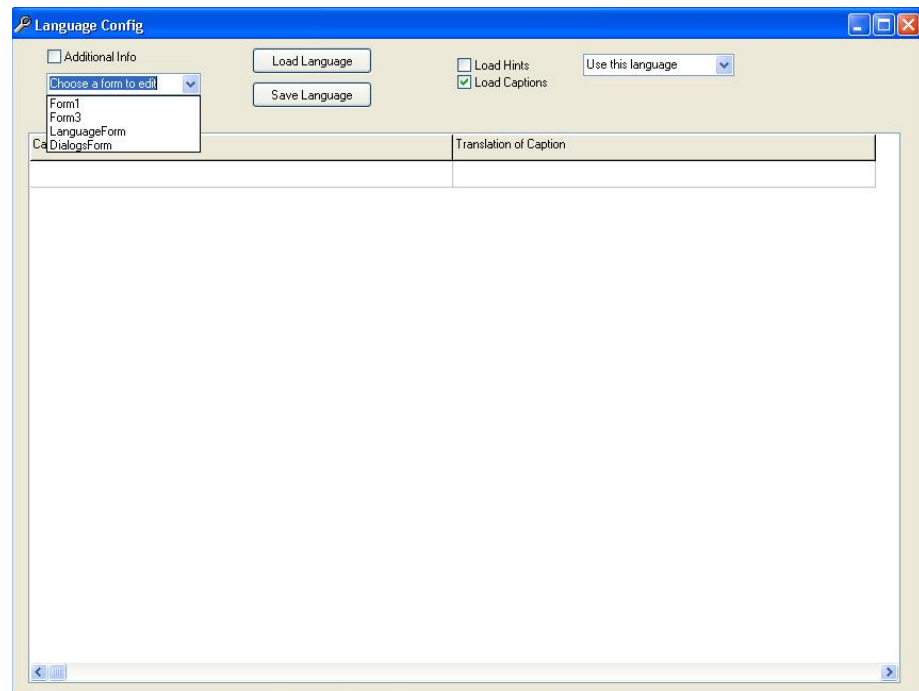 Language Config
Additional Info
Load Language
Load Hints
Use this language
Choose a form to edit
Save Language
Load Captions
Form1
Form3
LanguageForm
DialogsForm
Ca
Translation of Caption